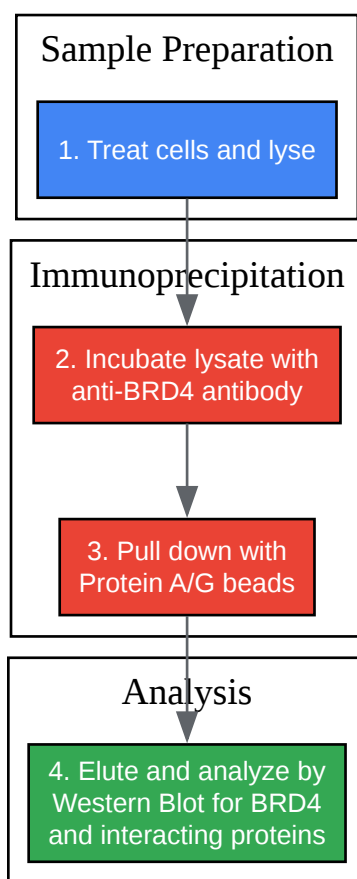 Sample Preparation
1. Treat cells and lyse
Immunoprecipitation
2. Incubate lysate with
anti-BRD4 antibody
3. Pull down with
Protein A/G beads
Analysis
4. Elute and analyze by
Western Blot for BRD4
and interacting proteins